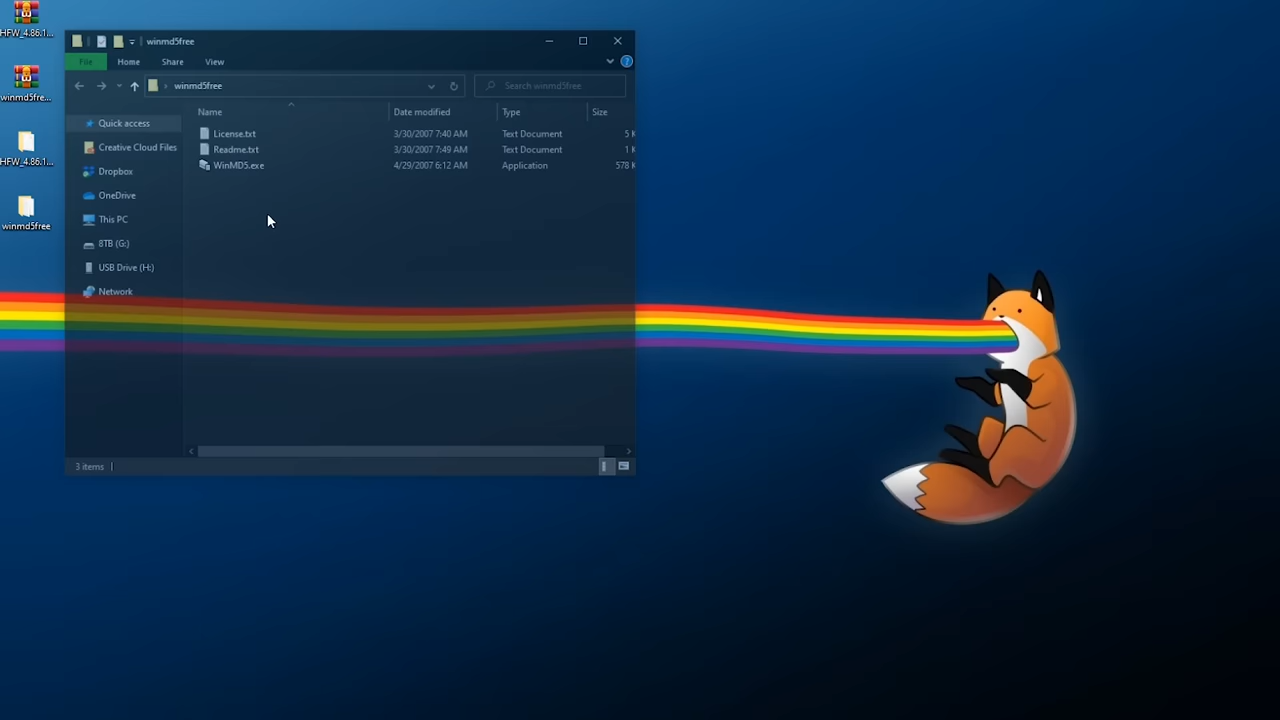 HFW_4.86.1...
winmd5free...
HFW_4.86.1...
winmd5free
winmd5free
File Home Share View
winmd5free
Search winmd5free
Name Date modified Type Size
License.txt 3/30/2007 7:40 AM Text Document 5 K
Readme.txt 3/30/2007 7:49 AM Text Document 1 K
WinMD5.exe 4/29/2007 6:12 AM Application 578 K
Quick access
Creative Cloud Files
Dropbox
OneDrive
This PC
8TB (G:)
USB Drive (H:)
Network
3 items